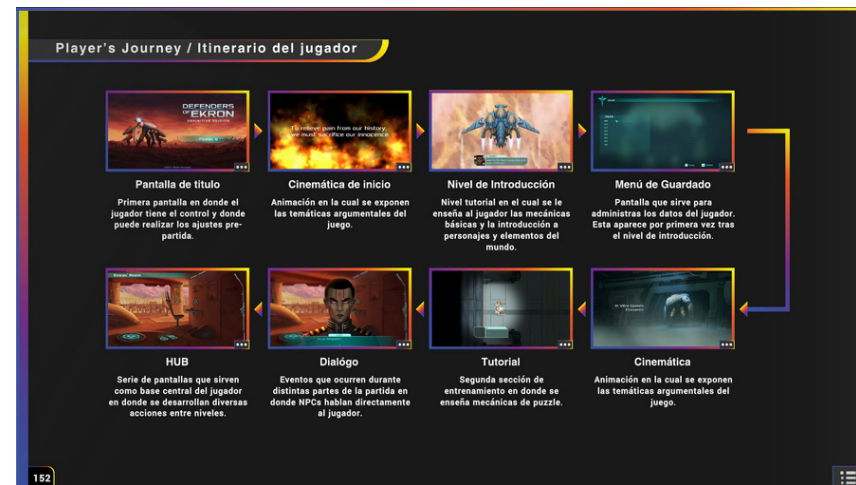 Player's Journey / Itinerario del jugador
DEFENDERS
OF EKRON
DEFINITIVE EDITION
To relieve pain from our history,
we must sacrifice our innocence
Pantalla de titulo
Primera pantalla en donde el
jugador tiene el control y donde
puede realizar los ajustes pre-
partida.
Cinemática de inicio
Animación en la cual se exponen
las temáticas argumentales del
juego.
Nivel de Introducción
Nivel tutorial en el cual se le
enseña al jugador las mecánicas
básicas y la introducción a
personajes y elementos del
mundo.
Menú de Guardado
Pantalla que sirve para
administras los datos del jugador.
Esta aparece por primera vez tras
el nivel de introducción.
In Vitro Games
HUB
Serie de pantallas que sirven
como base central del jugador
en donde se desarrollan diversas
acciones entre niveles.
Dialógo
Eventos que ocurren durante
distintas partes de la partida en
donde NPCs hablan directamente
al jugador.
Tutorial
Segunda sección de
entrenamiento en donde se
enseña mecánicas de puzzle.
Cinemática
Animación en la cual se exponen
las temáticas argumentales del
juego.
152